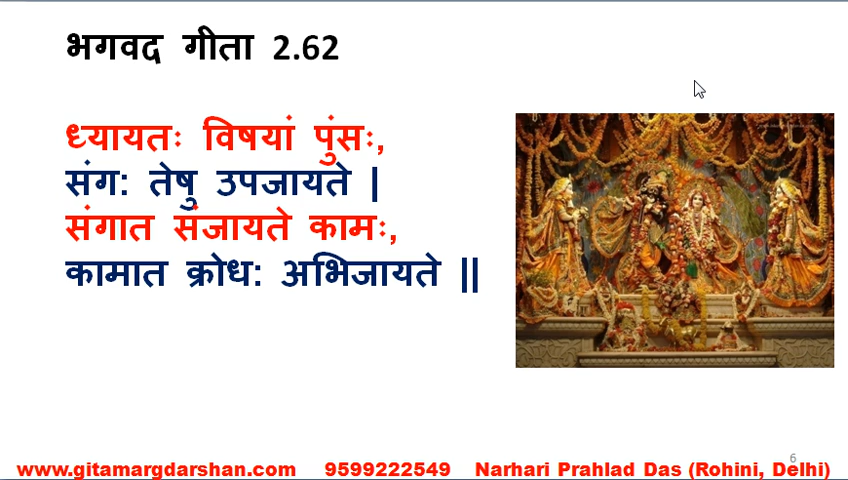 भगवद गीता 2.62
ध्यायतः विषयां पुंसः,
संग: तेषु उपजायते |
संगात संजायते कामः,
कामात क्रोध: अभिजायते ||
6
www.gitamargdarshan.com 9599222549 Narhari Prahlad Das (Rohini, Delhi)